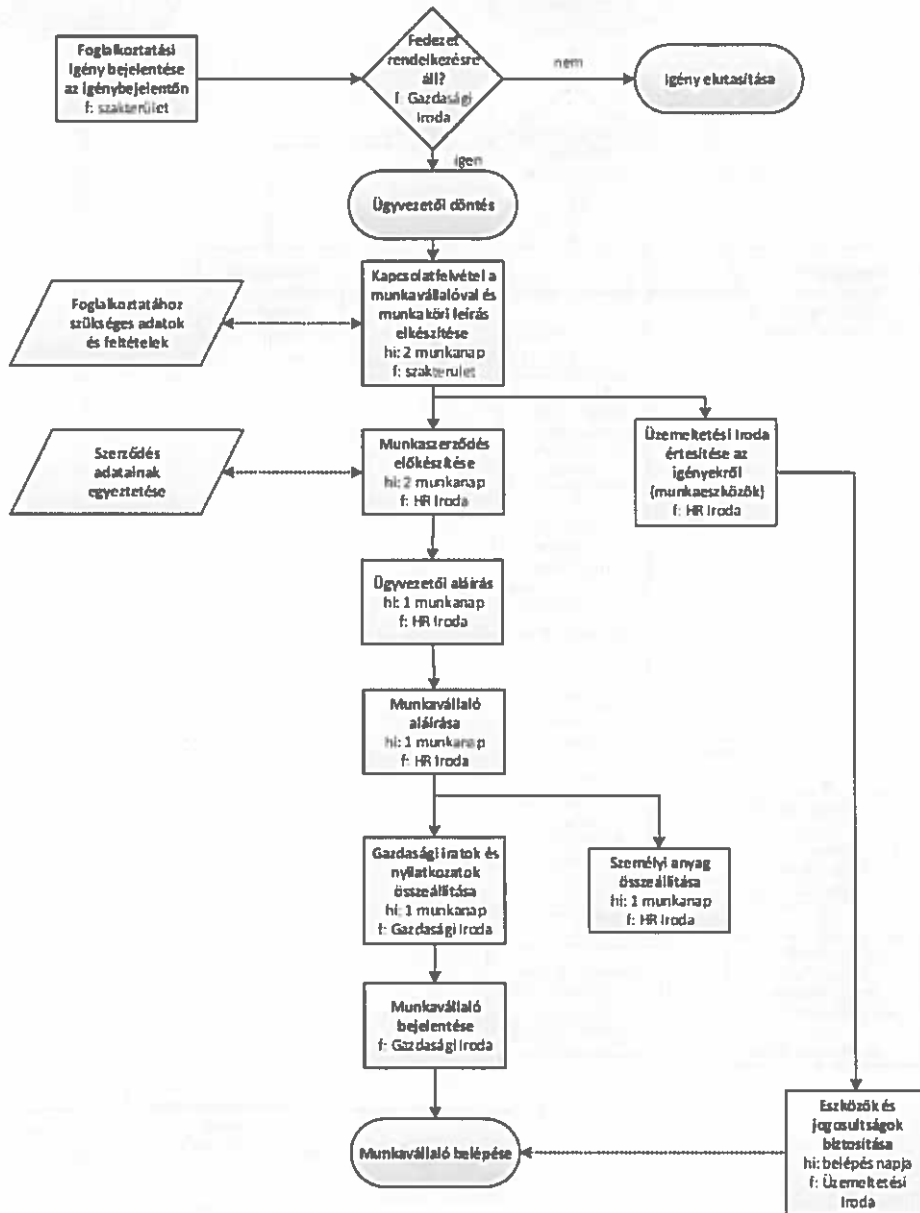 Foglalkoztatási
igény bejelentése
az igénybejelentőn
f: szakterület
Fedezet
rendelkezésre
áll?
f: Gazdasági
Iroda
nem
Igény elutasítása
igen
Ügyvezetői döntés
Foglalkoztatához
szükséges adatok
és feltételek
Kapcsolatfelvétel a
munkavállalóval és
munkaköri leírás
elkészítése
hi: 2 munkanap
f: szakterület
Szerződés
adatainak
egyeztetése
Munkaszerződés
előkészítése
hi: 2 munkanap
f: HR Iroda
Üzemeltetési Iroda
értesítése az
igényekről
(munkaeszközök)
f: HR Iroda
Ügyvezetői aláírás
hi: 1 munkanap
f: HR Iroda
Munkavállaló
aláírása
hi: 1 munkanap
f: HR Iroda
Gazdasági iratok és
nyilatkozatok
összeállítása
hi: 1 munkanap
f: Gazdasági Iroda
Személyi anyag
összeállítása
hi: 1 munkanap
f: HR Iroda
Munkavállaló
bejelentése
f: Gazdasági Iroda
Munkavállaló belépése
Eszközök és
jogosultságok
biztosítása
hi: belépés napja
f: Üzemeltetési
Iroda